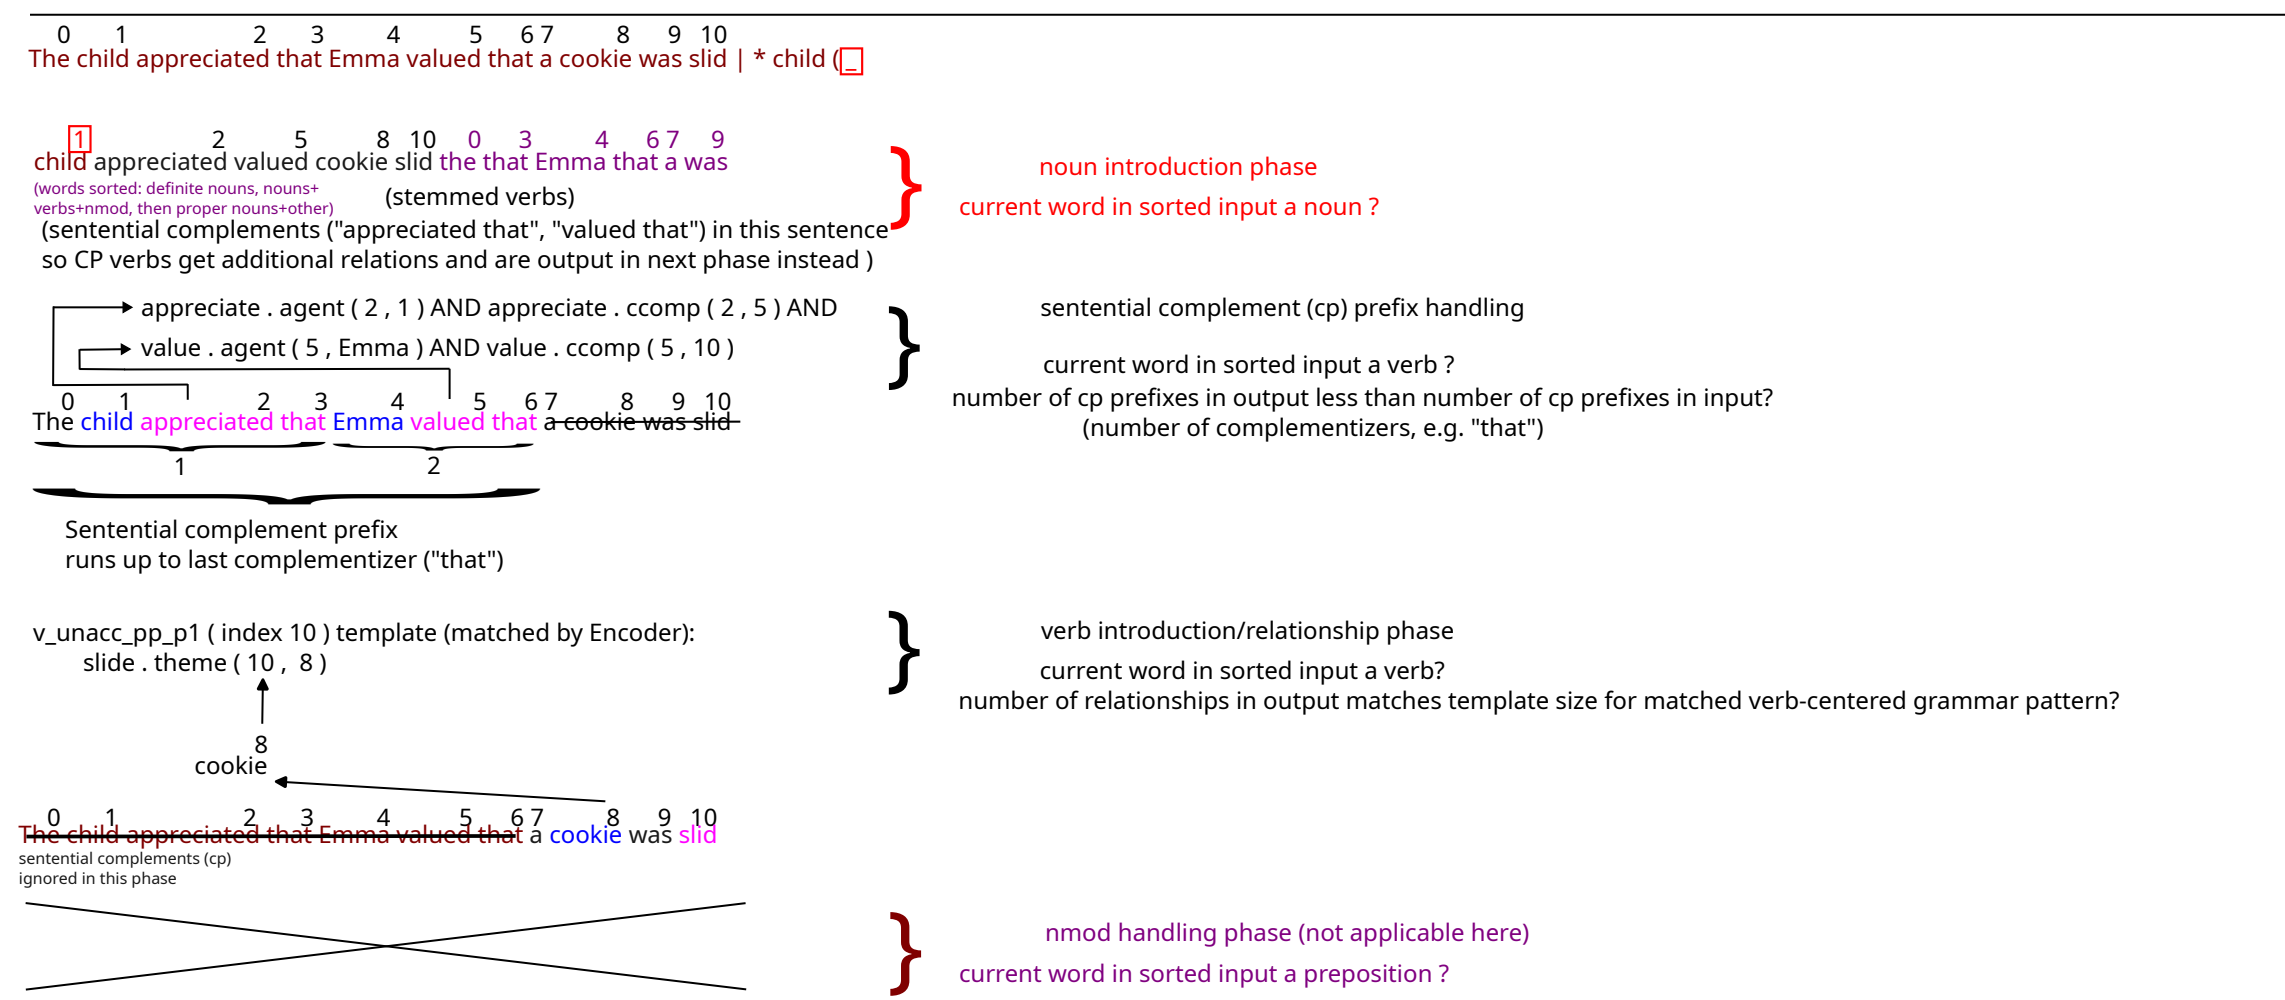 0 1 2 3 4 5 6 7 8 9 10
The child appreciated that Emma valued that a cookie was slid | * child (_
1 2 5 8 10 0 3 4 6 7 9
child appreciated valued cookie slid the that Emma that a was
(words sorted: definite nouns, nouns+
verbs+nmod, then proper nouns+other)
(stemmed verbs)
(sentential complements ("appreciated that", "valued that") in this sentence
so CP verbs get additional relations and are output in next phase instead )
}
noun introduction phase
current word in sorted input a noun ?
appreciate . agent ( 2 , 1 ) AND appreciate . ccomp ( 2 , 5 ) AND
value . agent ( 5 , Emma ) AND value . ccomp ( 5 , 10 )
}
sentential complement (cp) prefix handling
current word in sorted input a verb ?
number of cp prefixes in output less than number of cp prefixes in input?
(number of complementizers, e.g. "that")
0 1 2 3 4 5 6 7 8 9 10
The child appreciated that Emma valued that a cookie was slid
1 2
Sentential complement prefix
runs up to last complementizer ("that")
v_unacc_pp_p1 ( index 10 ) template (matched by Encoder):
slide . theme ( 10 , 8 )
}
verb introduction/relationship phase
current word in sorted input a verb?
number of relationships in output matches template size for matched verb-centered grammar pattern?
8
cookie
0 1 2 3 4 5 6 7 8 9 10
The child appreciated that Emma valued that a cookie was slid
sentential complements (cp)
ignored in this phase
}
nmod handling phase (not applicable here)
current word in sorted input a preposition ?